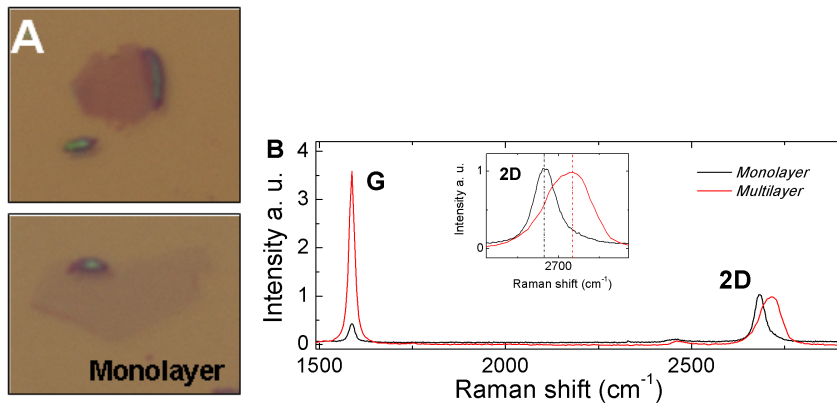 A
Monolayer
B
G
2D
Monolayer
Multilayer
Intensity a. u.
4
3
2
1
0
1500
2000
2500
Raman shift (cm⁻¹)
2D
Intensity a. u.
1
0
2700
Raman shift (cm⁻¹)